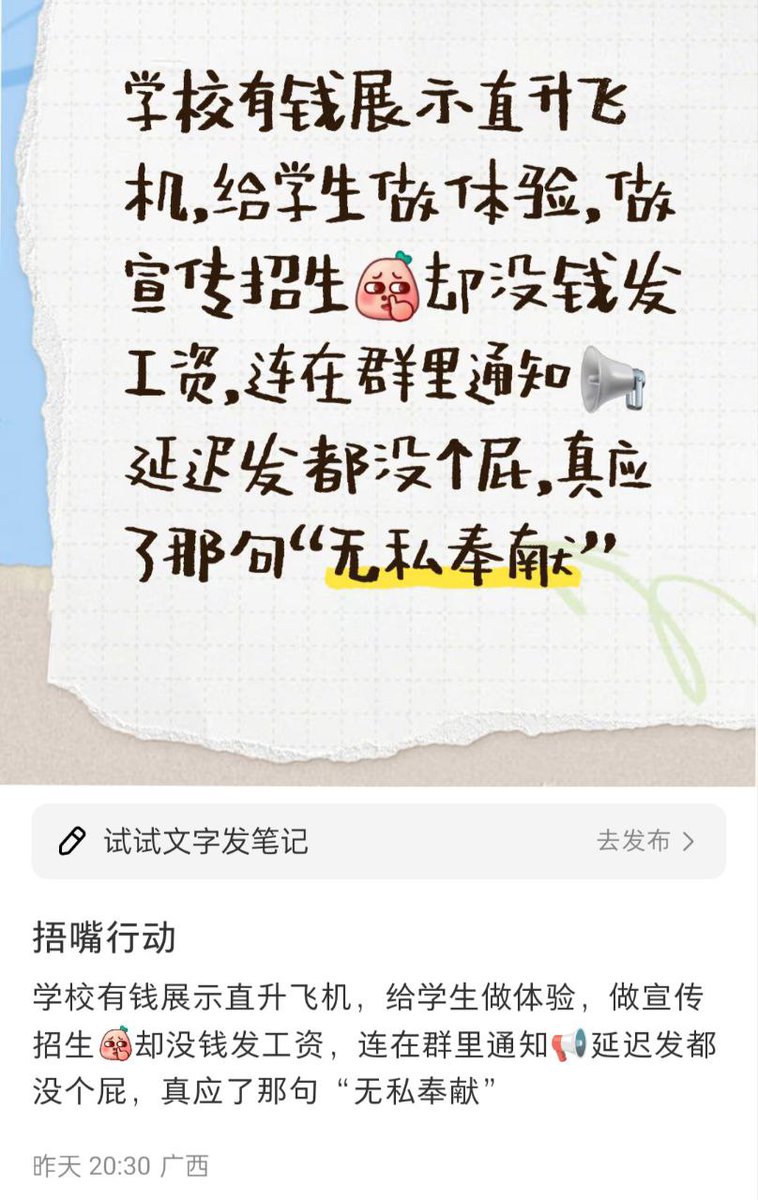 学校有钱展示直升飞
机,给学生做体验,做
宣传招生却没钱发
工资,连在群里通知
延迟发都没个屁,真应
了那句“无私奉献”
试试文字发笔记
去发布 >
捂嘴行动
学校有钱展示直升飞机，给学生做体验，做宣传
招生却没钱发工资，连在群里通知延迟发都
没个屁，真应了那句“无私奉献”
昨天 20:30 广西